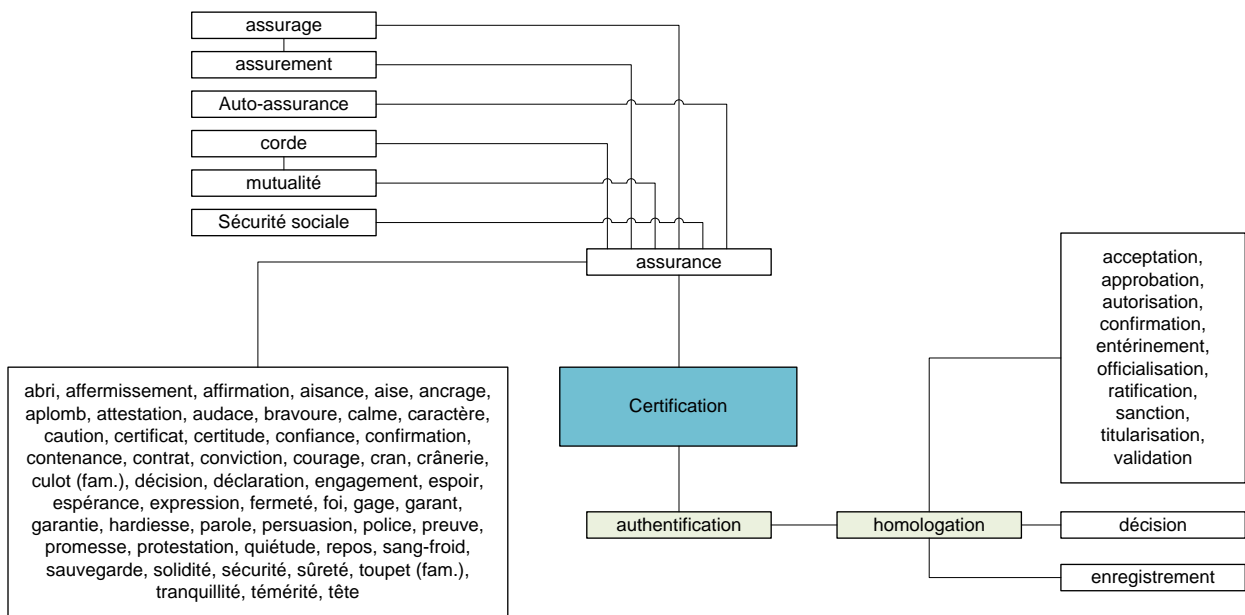 assurage
assurement
Auto-assurance
corde
mutualité
Sécurité sociale
assurance
acceptation,
approbation,
autorisation,
confirmation,
entérinement,
officialisation,
ratification,
sanction,
titularisation,
validation
abri, affermissement, affirmation, aisance, aise, ancrage,
aplomb, attestation, audace, bravoure, calme, caractère,
caution, certificat, certitude, confiance, confirmation,
contenance, contrat, conviction, courage, cran, crânerie,
culot (fam.), décision, déclaration, engagement, espoir,
espérance, expression, fermeté, foi, gage, garant,
garantie, hardiesse, parole, persuasion, police, preuve,
promesse, protestation, quiétude, repos, sang-froid,
sauvegarde, solidité, sécurité, sûreté, toupet (fam.),
tranquillité, témérité, tête
Certification
authentification
homologation
décision
enregistrement